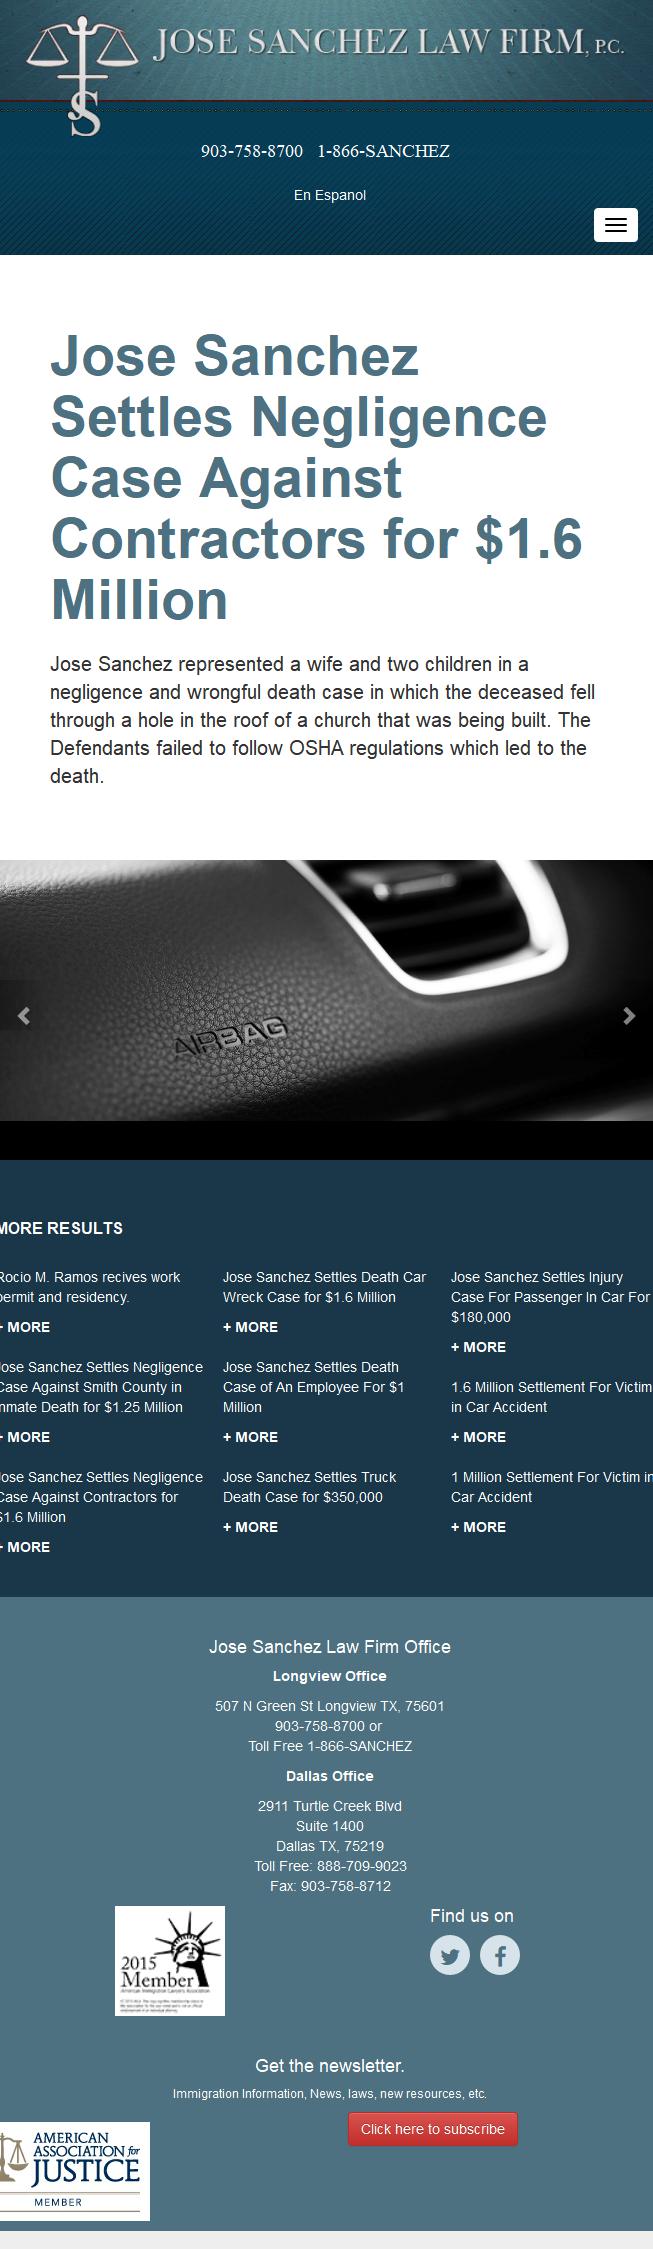 JOSE SANCHEZ LAW FIRM, P.C.
903-758-8700 1-866-SANCHEZ
En Espanol
Jose Sanchez
Settles Negligence
Case Against
Contractors for $1.6
Million
Jose Sanchez represented a wife and two children in a
negligence and wrongful death case in which the deceased fell
through a hole in the roof of a church that was being built. The
Defendants failed to follow OSHA regulations which led to the
death.
AIRBAG
MORE RESULTS
Rocio M. Ramos recives work
permit and residency.
+ MORE
Jose Sanchez Settles Negligence
Case Against Smith County in
Inmate Death for $1.25 Million
+ MORE
Jose Sanchez Settles Negligence
Case Against Contractors for
$1.6 Million
+ MORE
Jose Sanchez Settles Death Car
Wreck Case for $1.6 Million
+ MORE
Jose Sanchez Settles Death
Case of An Employee For $1
Million
+ MORE
Jose Sanchez Settles Truck
Death Case for $350,000
+ MORE
Jose Sanchez Settles Injury
Case For Passenger In Car For
$180,000
+ MORE
1.6 Million Settlement For Victim
in Car Accident
+ MORE
1 Million Settlement For Victim in
Car Accident
+ MORE
Jose Sanchez Law Firm Office
Longview Office
507 N Green St Longview TX, 75601
903-758-8700 or
Toll Free 1-866-SANCHEZ
Dallas Office
2911 Turtle Creek Blvd
Suite 1400
Dallas TX, 75219
Toll Free: 888-709-9023
Fax: 903-758-8712
2015
Member
American Immigration Lawyers Association
Find us on
Get the newsletter.
Immigration Information, News, laws, new resources, etc.
Click here to subscribe
AMERICAN
ASSOCIATION for
JUSTICE
MEMBER